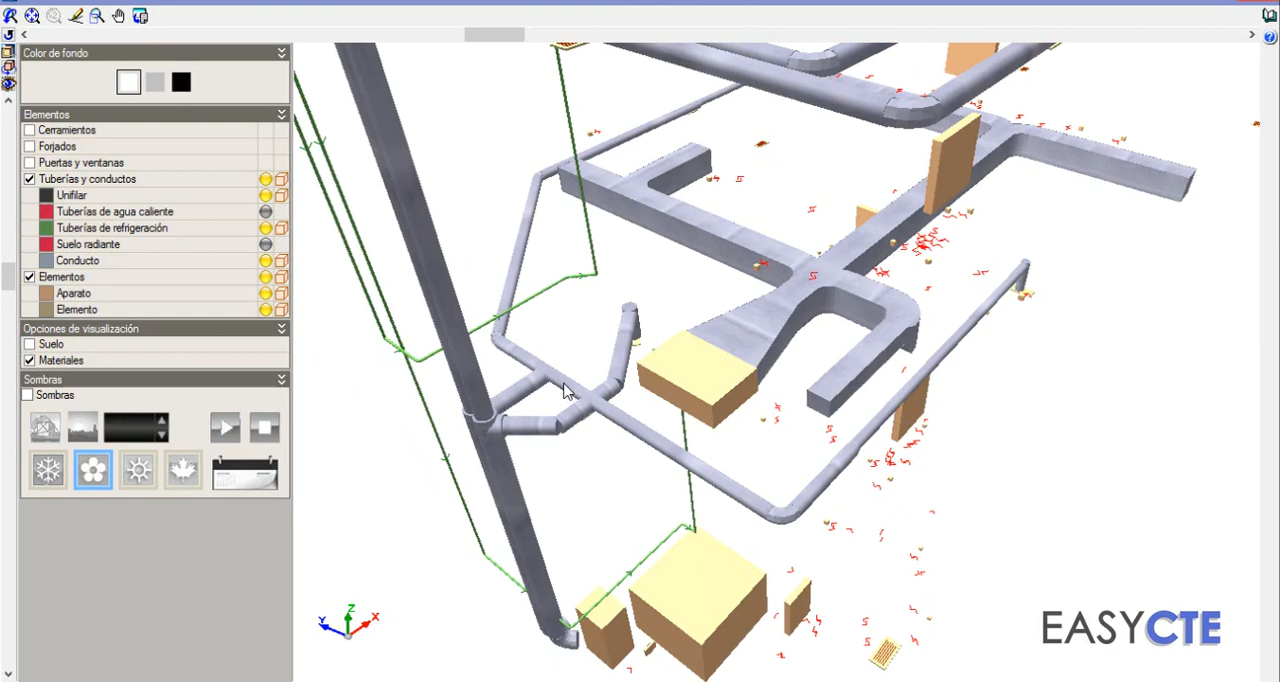 Color de fondo
Elementos
Cerramientos
Forjados
Puertas y ventanas
Tuberías y conductos
Unifilar
Tuberías de agua caliente
Tuberías de refrigeración
Suelo radiante
Conducto
Elementos
Aparato
Elemento
Opciones de visualización
Suelo
Materiales
Sombras
Sombras
Z
Y
X
EASYCTE